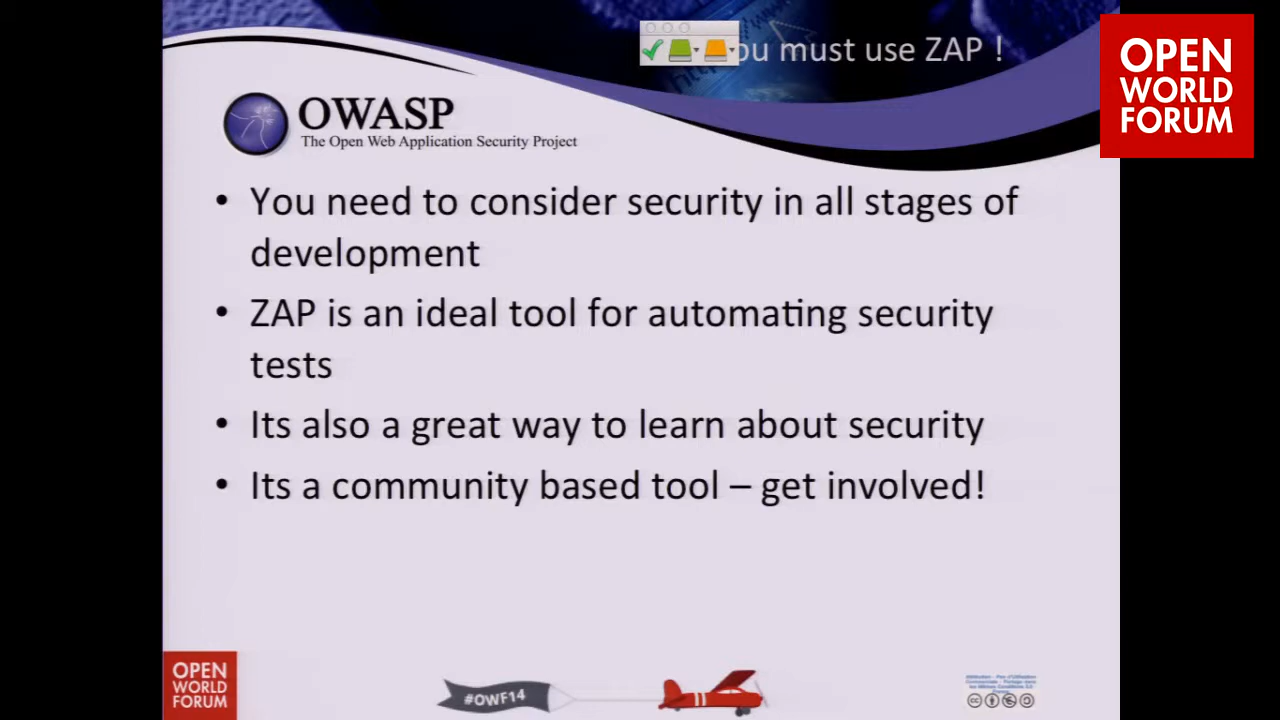 ou must use ZAP !
OPEN
WORLD
FORUM
OWASP
The Open Web Application Security Project
• You need to consider security in all stages of
development
• ZAP is an ideal tool for automating security
tests
• Its also a great way to learn about security
• Its a community based tool – get involved!
OPEN
WORLD
FORUM
#OWF14